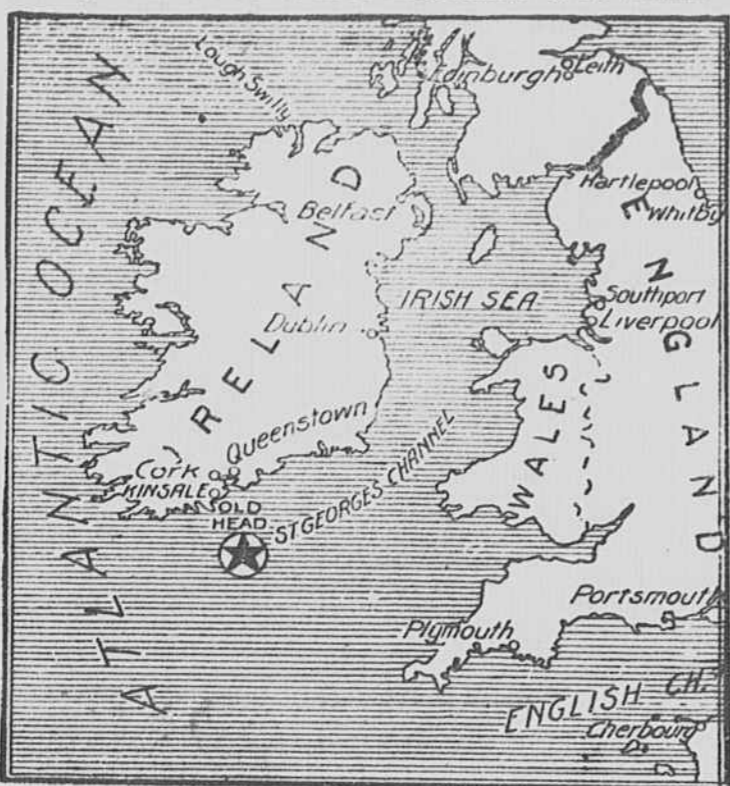 Lough Swilly
Edinburgh
Leith
ATLANTIC OCEAN
IRELAND
Belfast
Hartlepool
Whitby
ENGLAND
IRISH SEA
Southport
Liverpool
Dublin
WALES
Queenstown
Cork
KINSALE
OLD
HEAD
ST. GEORGES CHANNEL
Portsmouth
Plymouth
ENGLISH CH.
Cherbourg